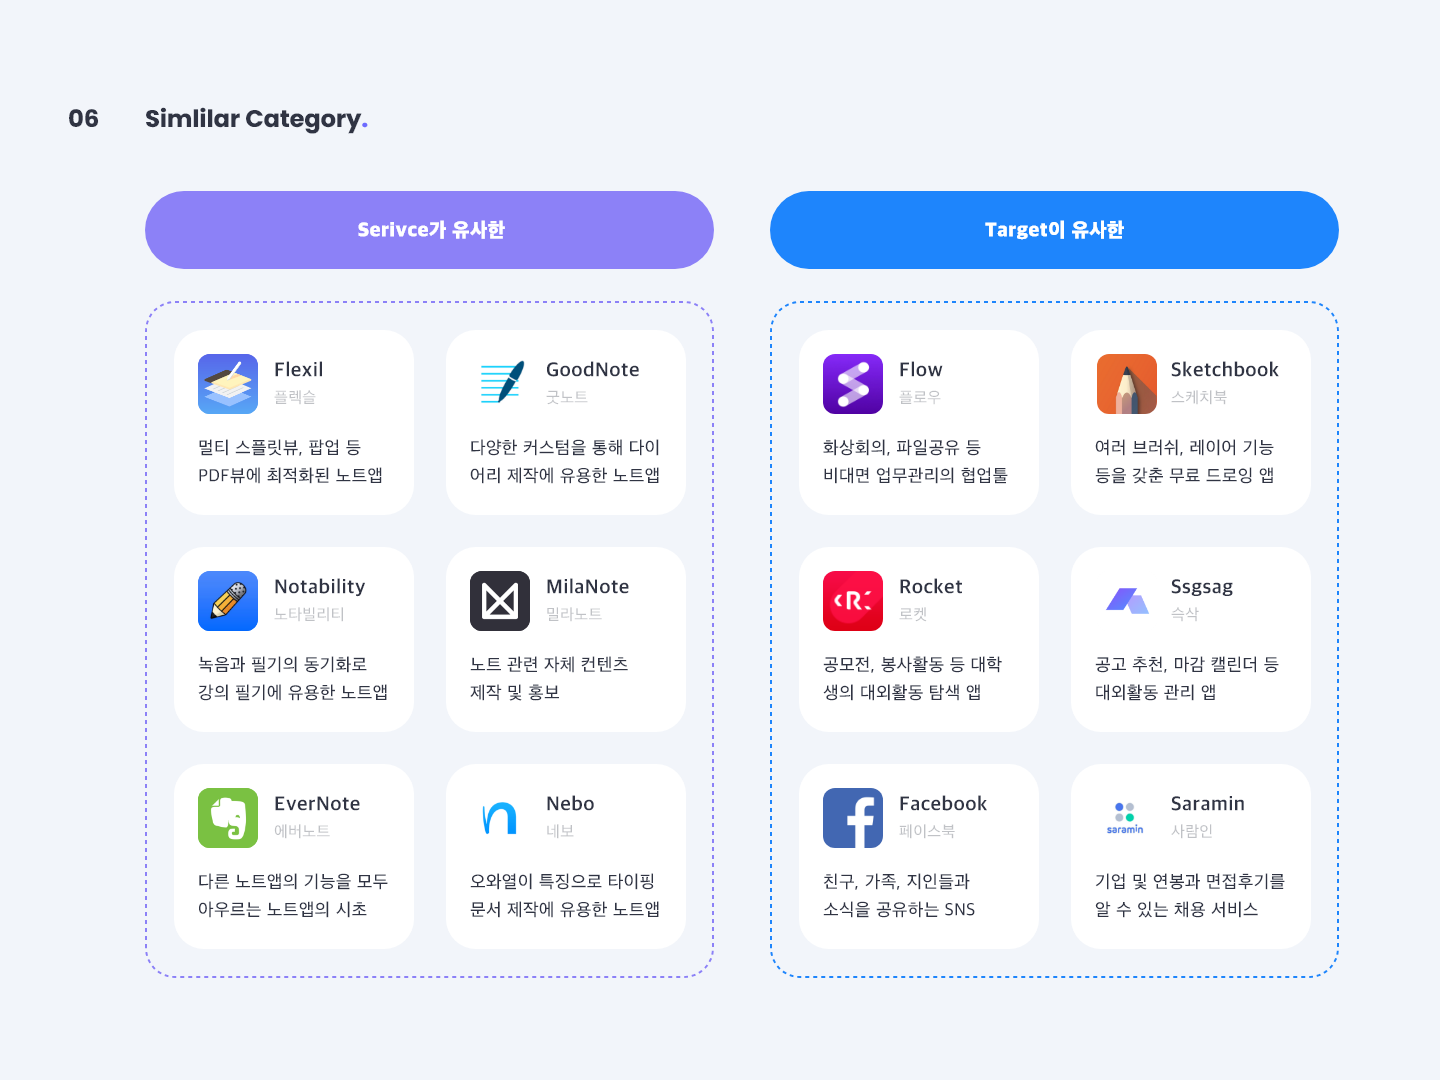 06 Simlilar Category.
Serivce가 유사한
Flexil
플렉슬
멀티 스플릿뷰, 팝업 등
PDF뷰에 최적화된 노트앱
GoodNote
굿노트
다양한 커스텀을 통해 다이
어리 제작에 유용한 노트앱
Notability
노타빌리티
녹음과 필기의 동기화로
강의 필기에 유용한 노트앱
MilaNote
밀라노트
노트 관련 자체 컨텐츠
제작 및 홍보
EverNote
에버노트
다른 노트앱의 기능을 모두
아우르는 노트앱의 시초
Nebo
네보
오와열이 특징으로 타이핑
문서 제작에 유용한 노트앱
Target이 유사한
Flow
플로우
화상회의, 파일공유 등
비대면 업무관리의 협업툴
Sketchbook
스케치북
여러 브러쉬, 레이어 기능
등을 갖춘 무료 드로잉 앱
‹R:
Rocket
로켓
공모전, 봉사활동 등 대학
생의 대외활동 탐색 앱
Ssgsag
슥삭
공고 추천, 마감 캘린더 등
대외활동 관리 앱
Facebook
페이스북
친구, 가족, 지인들과
소식을 공유하는 SNS
saramin
Saramin
사람인
기업 및 연봉과 면접후기를
알 수 있는 채용 서비스